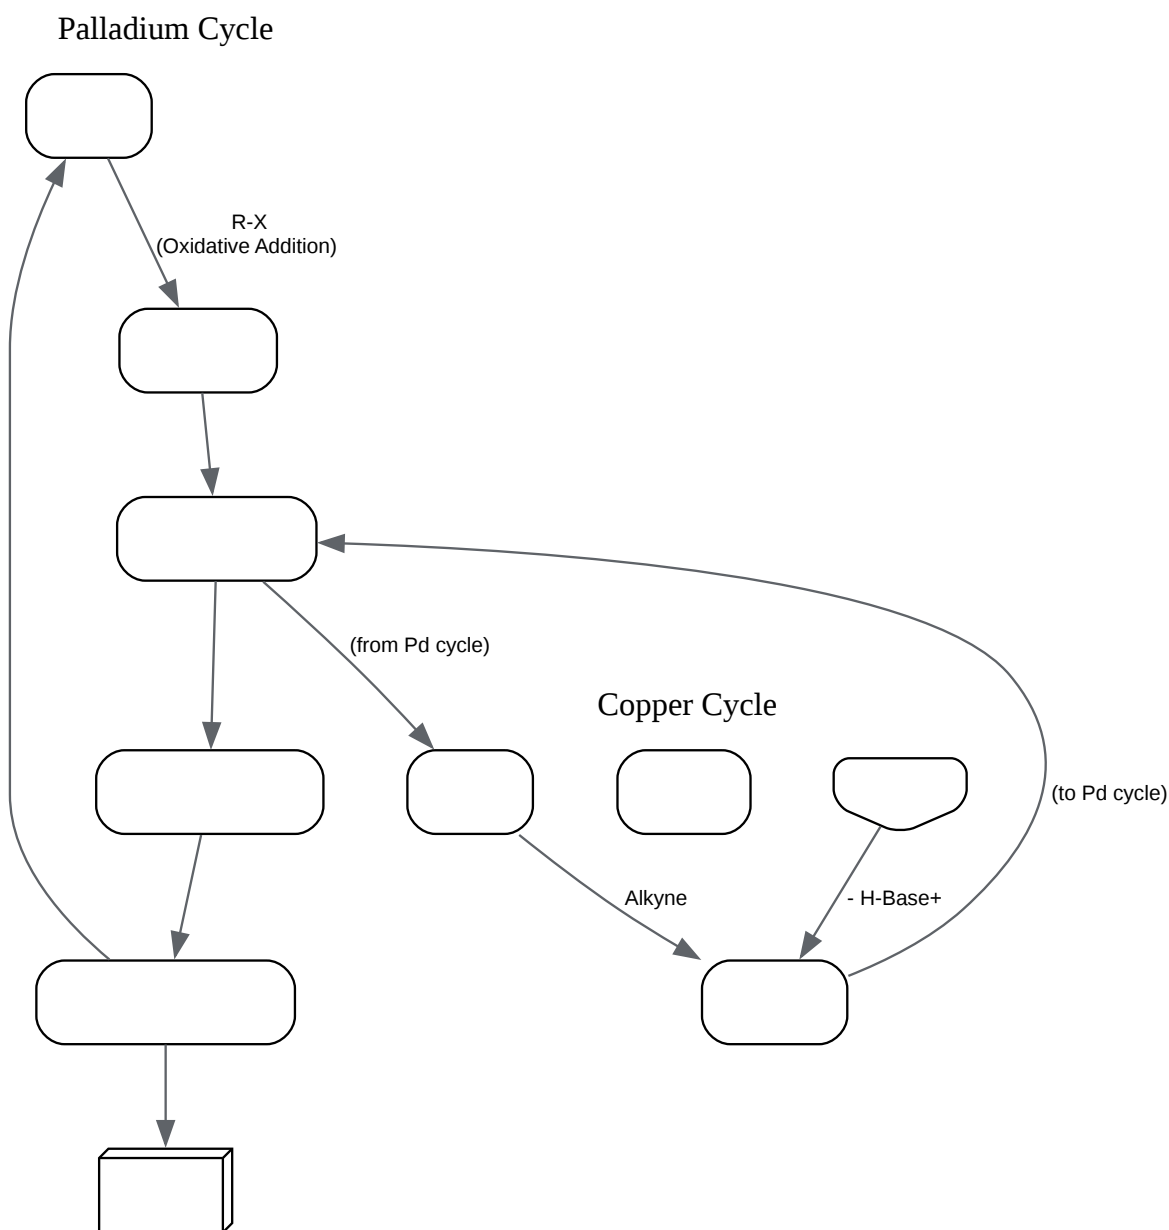 Palladium Cycle
R-X
(Oxidative Addition)
(from Pd cycle)
Copper Cycle
(to Pd cycle)
Alkyne
- H-Base+